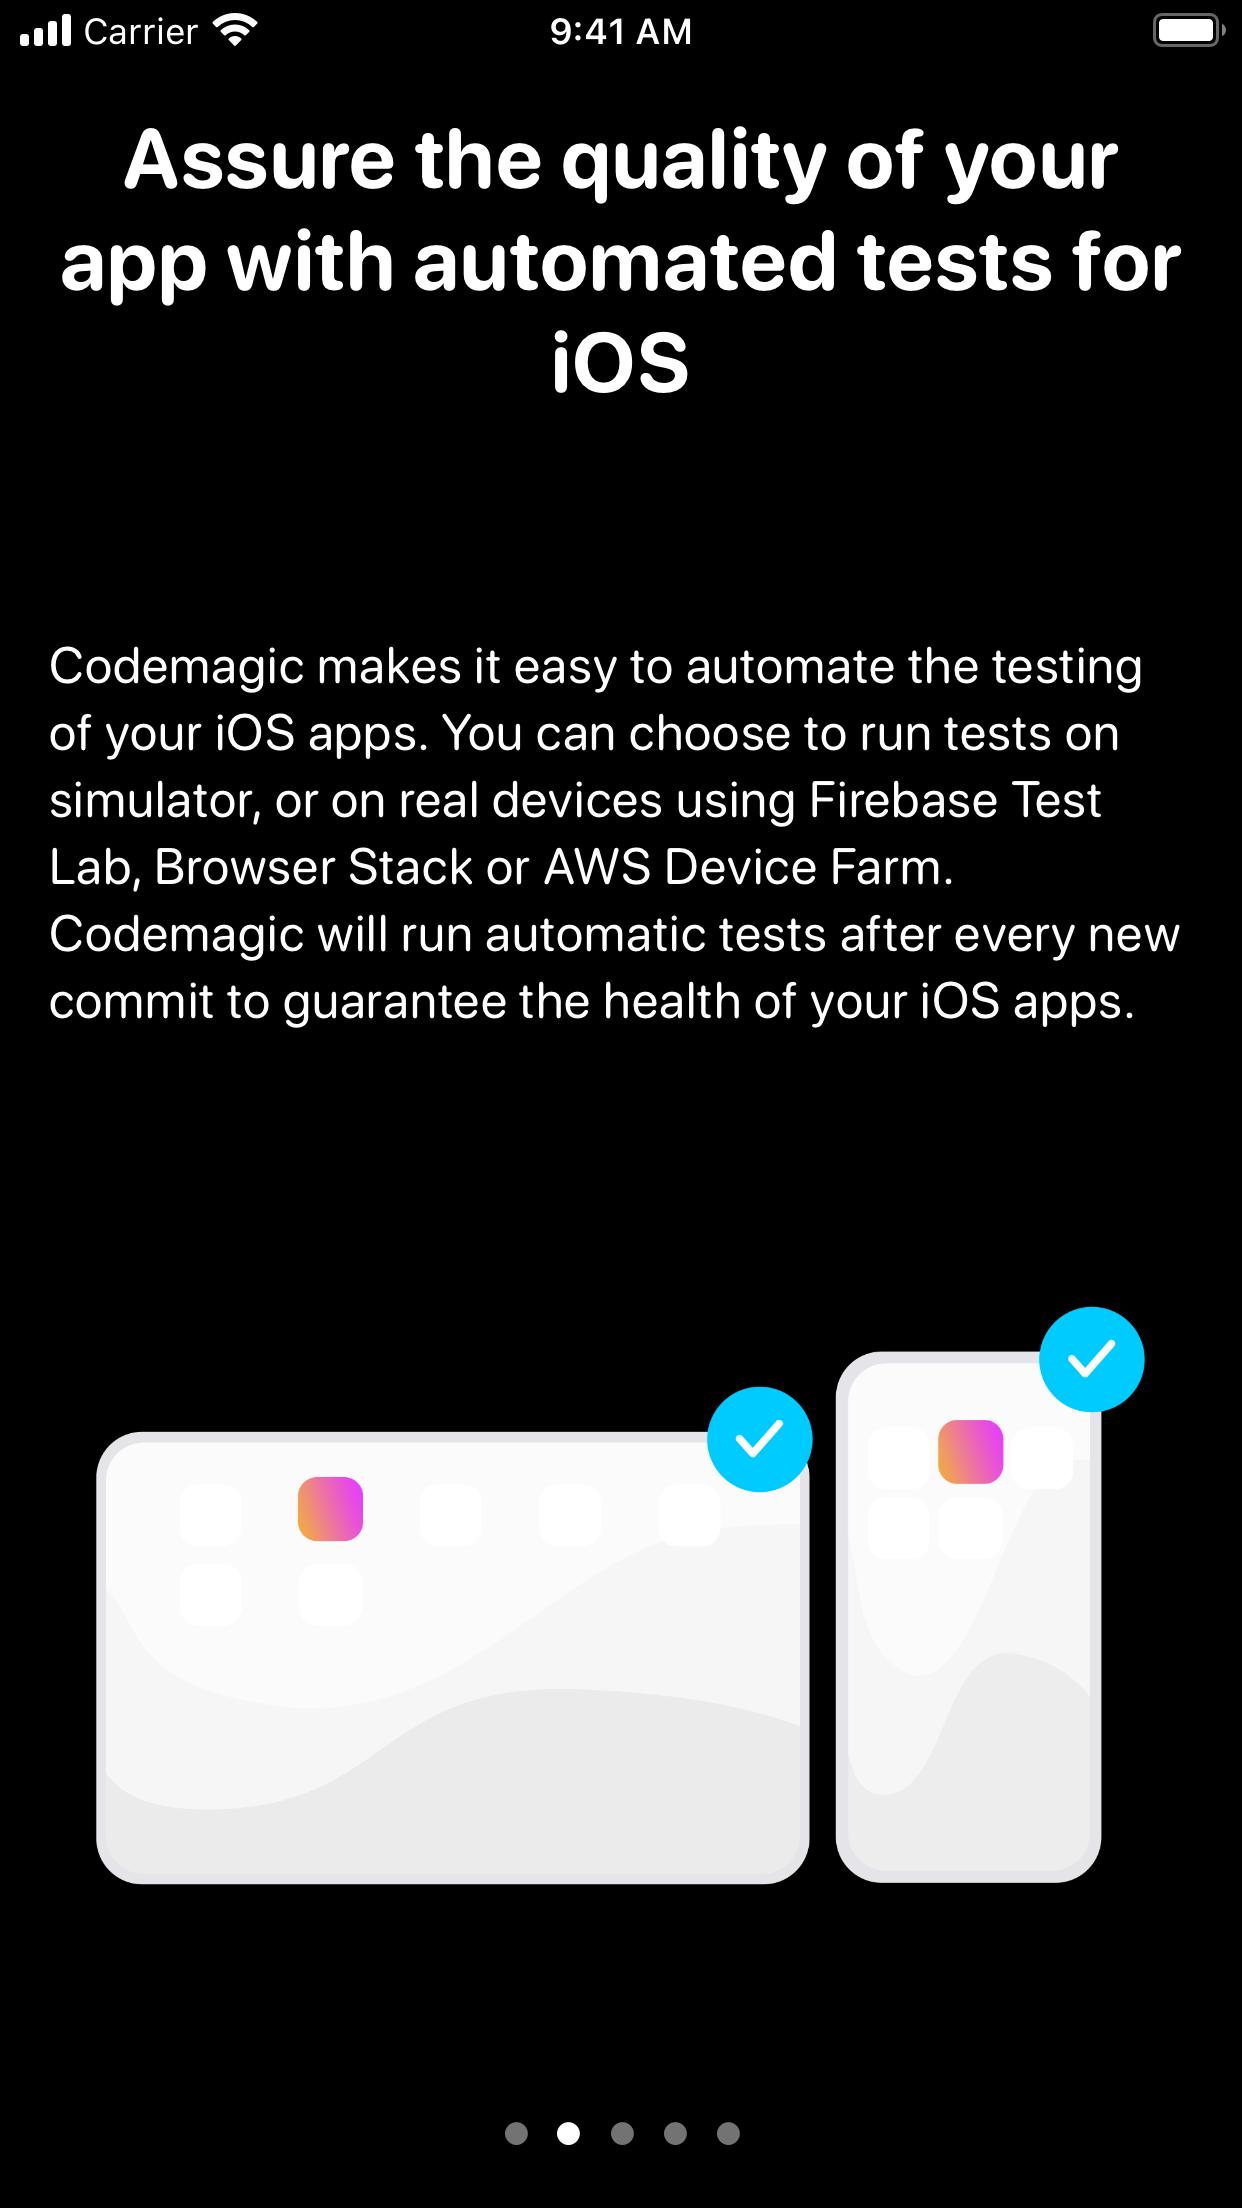 Carrier 9:41 AM
Assure the quality of your
app with automated tests for
iOS
Codemagic makes it easy to automate the testing
of your iOS apps. You can choose to run tests on
simulator, or on real devices using Firebase Test
Lab, Browser Stack or AWS Device Farm.
Codemagic will run automatic tests after every new
commit to guarantee the health of your iOS apps.